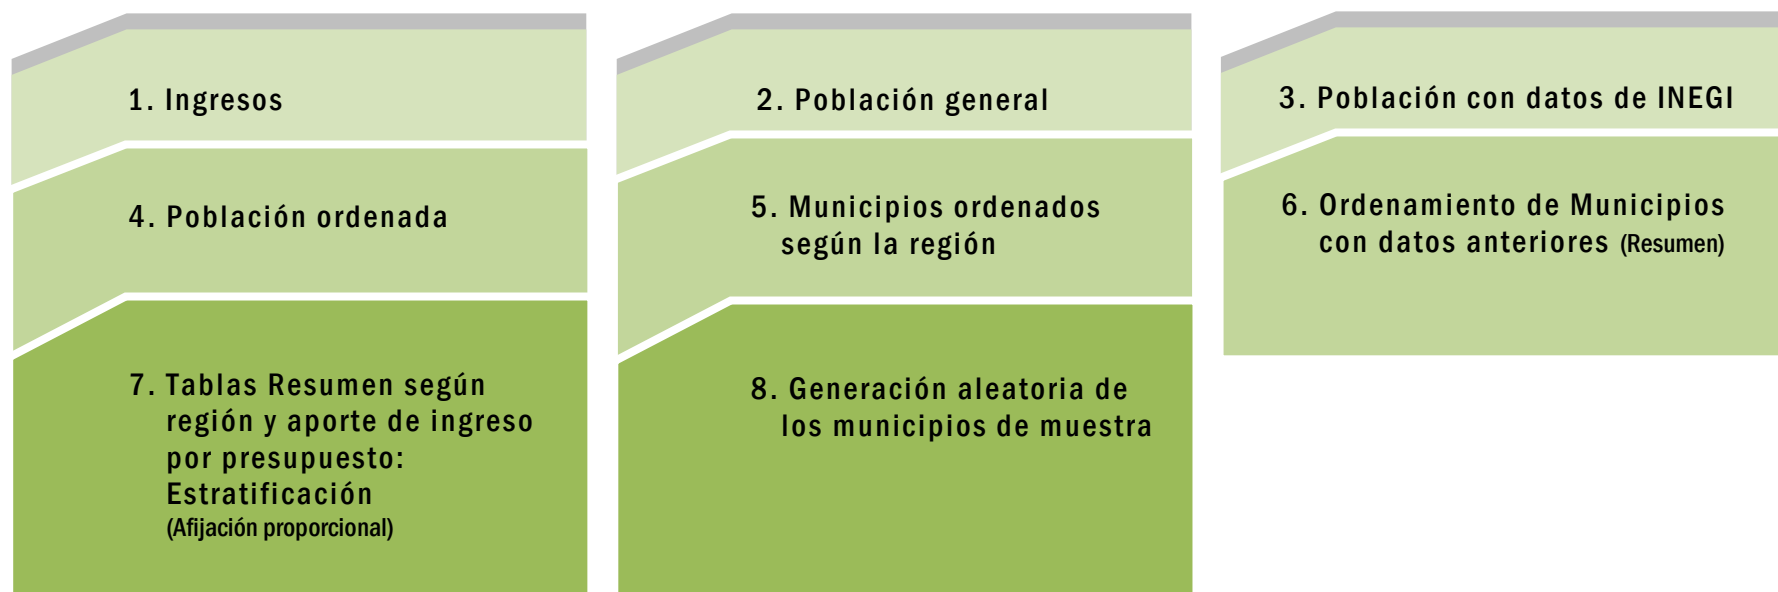 1. Ingresos
2. Población general
3. Población con datos de INEGI
4. Población ordenada
5. Municipios ordenados
según la región
6. Ordenamiento de Municipios
con datos anteriores (Resumen)
7. Tablas Resumen según
región y aporte de ingreso
por presupuesto:
Estratificación
(Afijación proporcional)
8. Generación aleatoria de
los municipios de muestra